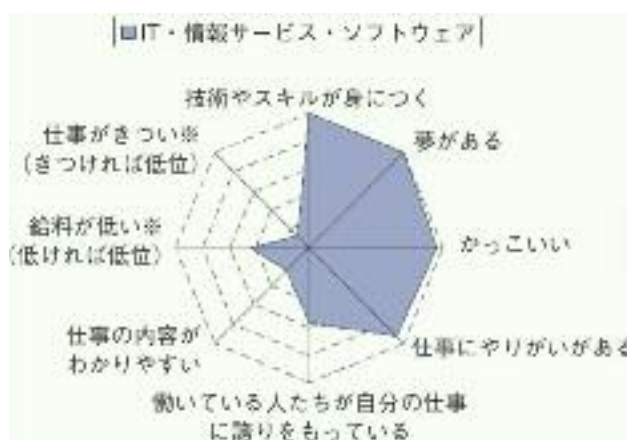 IT・情報サービス・ソフトウェア
技術やスキルが身につく
仕事がきつい※
(きつければ低位)
夢がある
給料が低い※
(低ければ低位)
かっこいい
仕事の内容が
わかりやすい
仕事にやりがいがある
働いている人たちが自分の仕事
に誇りをもっている